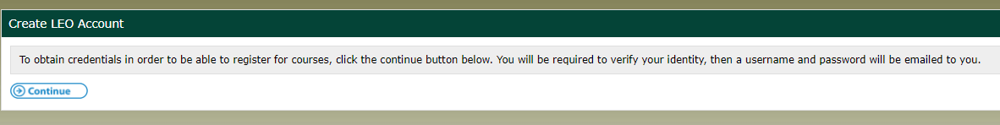 Create LEO Account
To obtain credentials in order to be able to register for courses, click the continue button below. You will be required to verify your identity, then a username and password will be emailed to you.
Continue